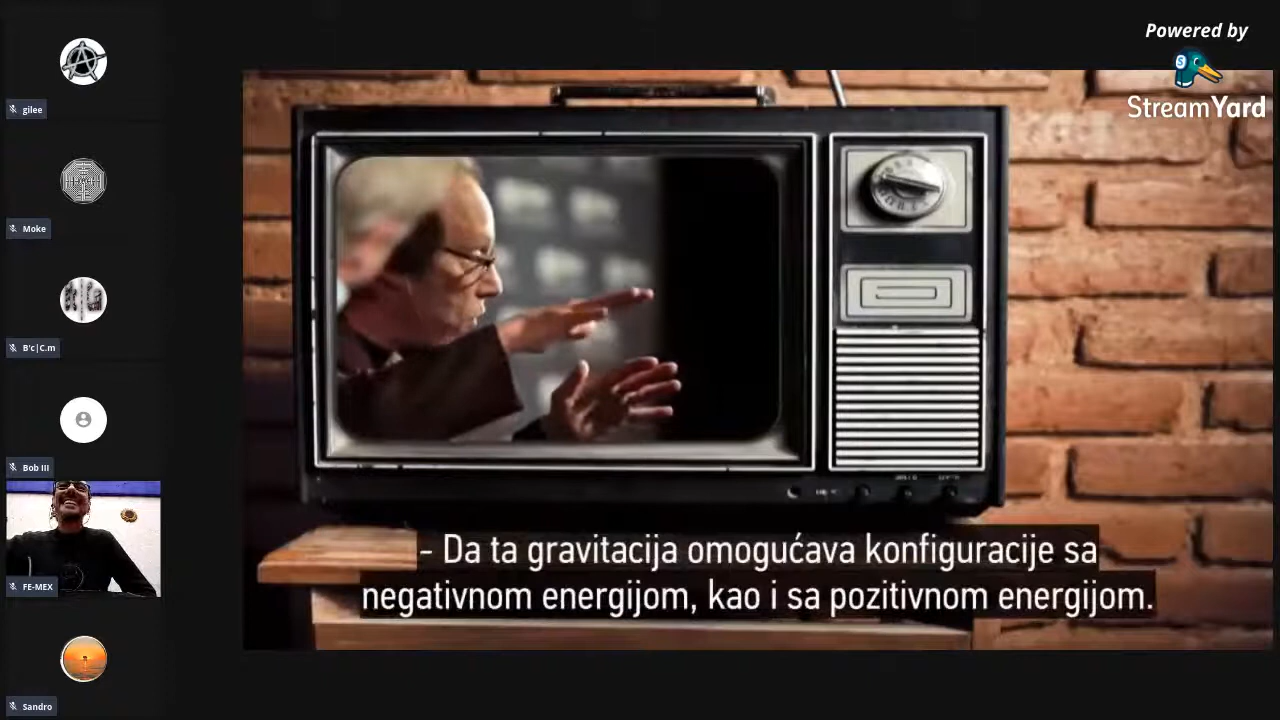 Powered by
StreamYard
gilee
Moke
B'c|C.m
Bob III
FE-MEX
Sandro
- Da ta gravitacija omogućava konfiguracije sa
negativnom energijom, kao i sa pozitivnom energijom.